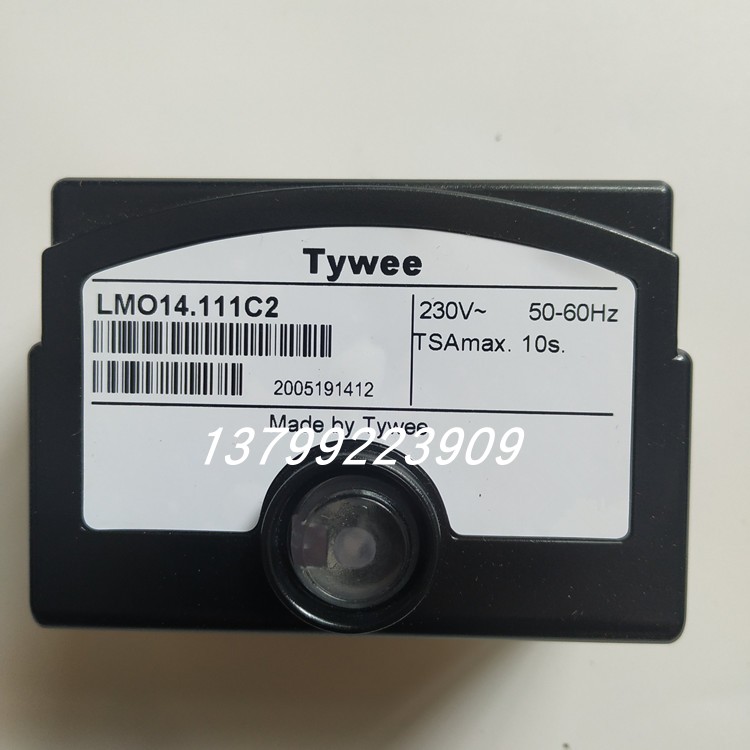 Tywee
LMO14.111C2
230V~ 50-60Hz
TSAmax. 10s.
2005191412
Made by Tywee
13799223909